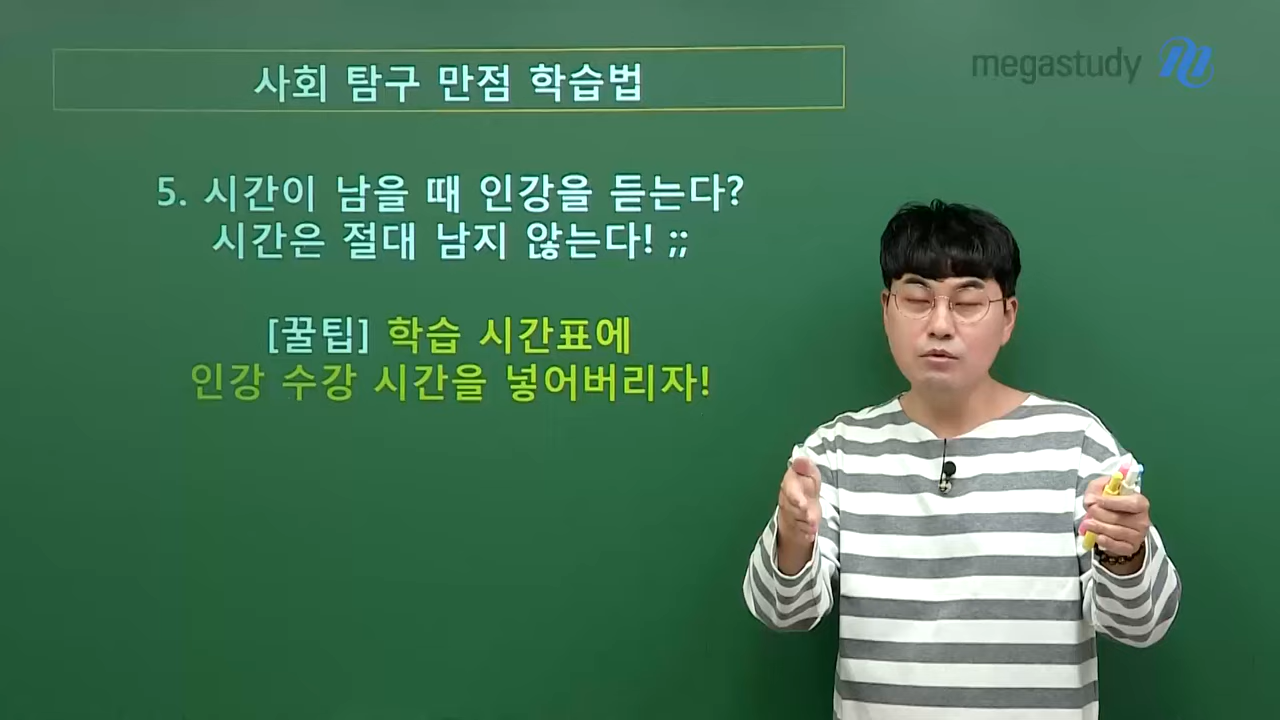 사회 탐구 만점 학습법
megastudy
5. 시간이 남을 때 인강을 듣는다?
시간은 절대 남지 않는다! ;;
[꿀팁] 학습 시간표에
인강 수강 시간을 넣어버리자!